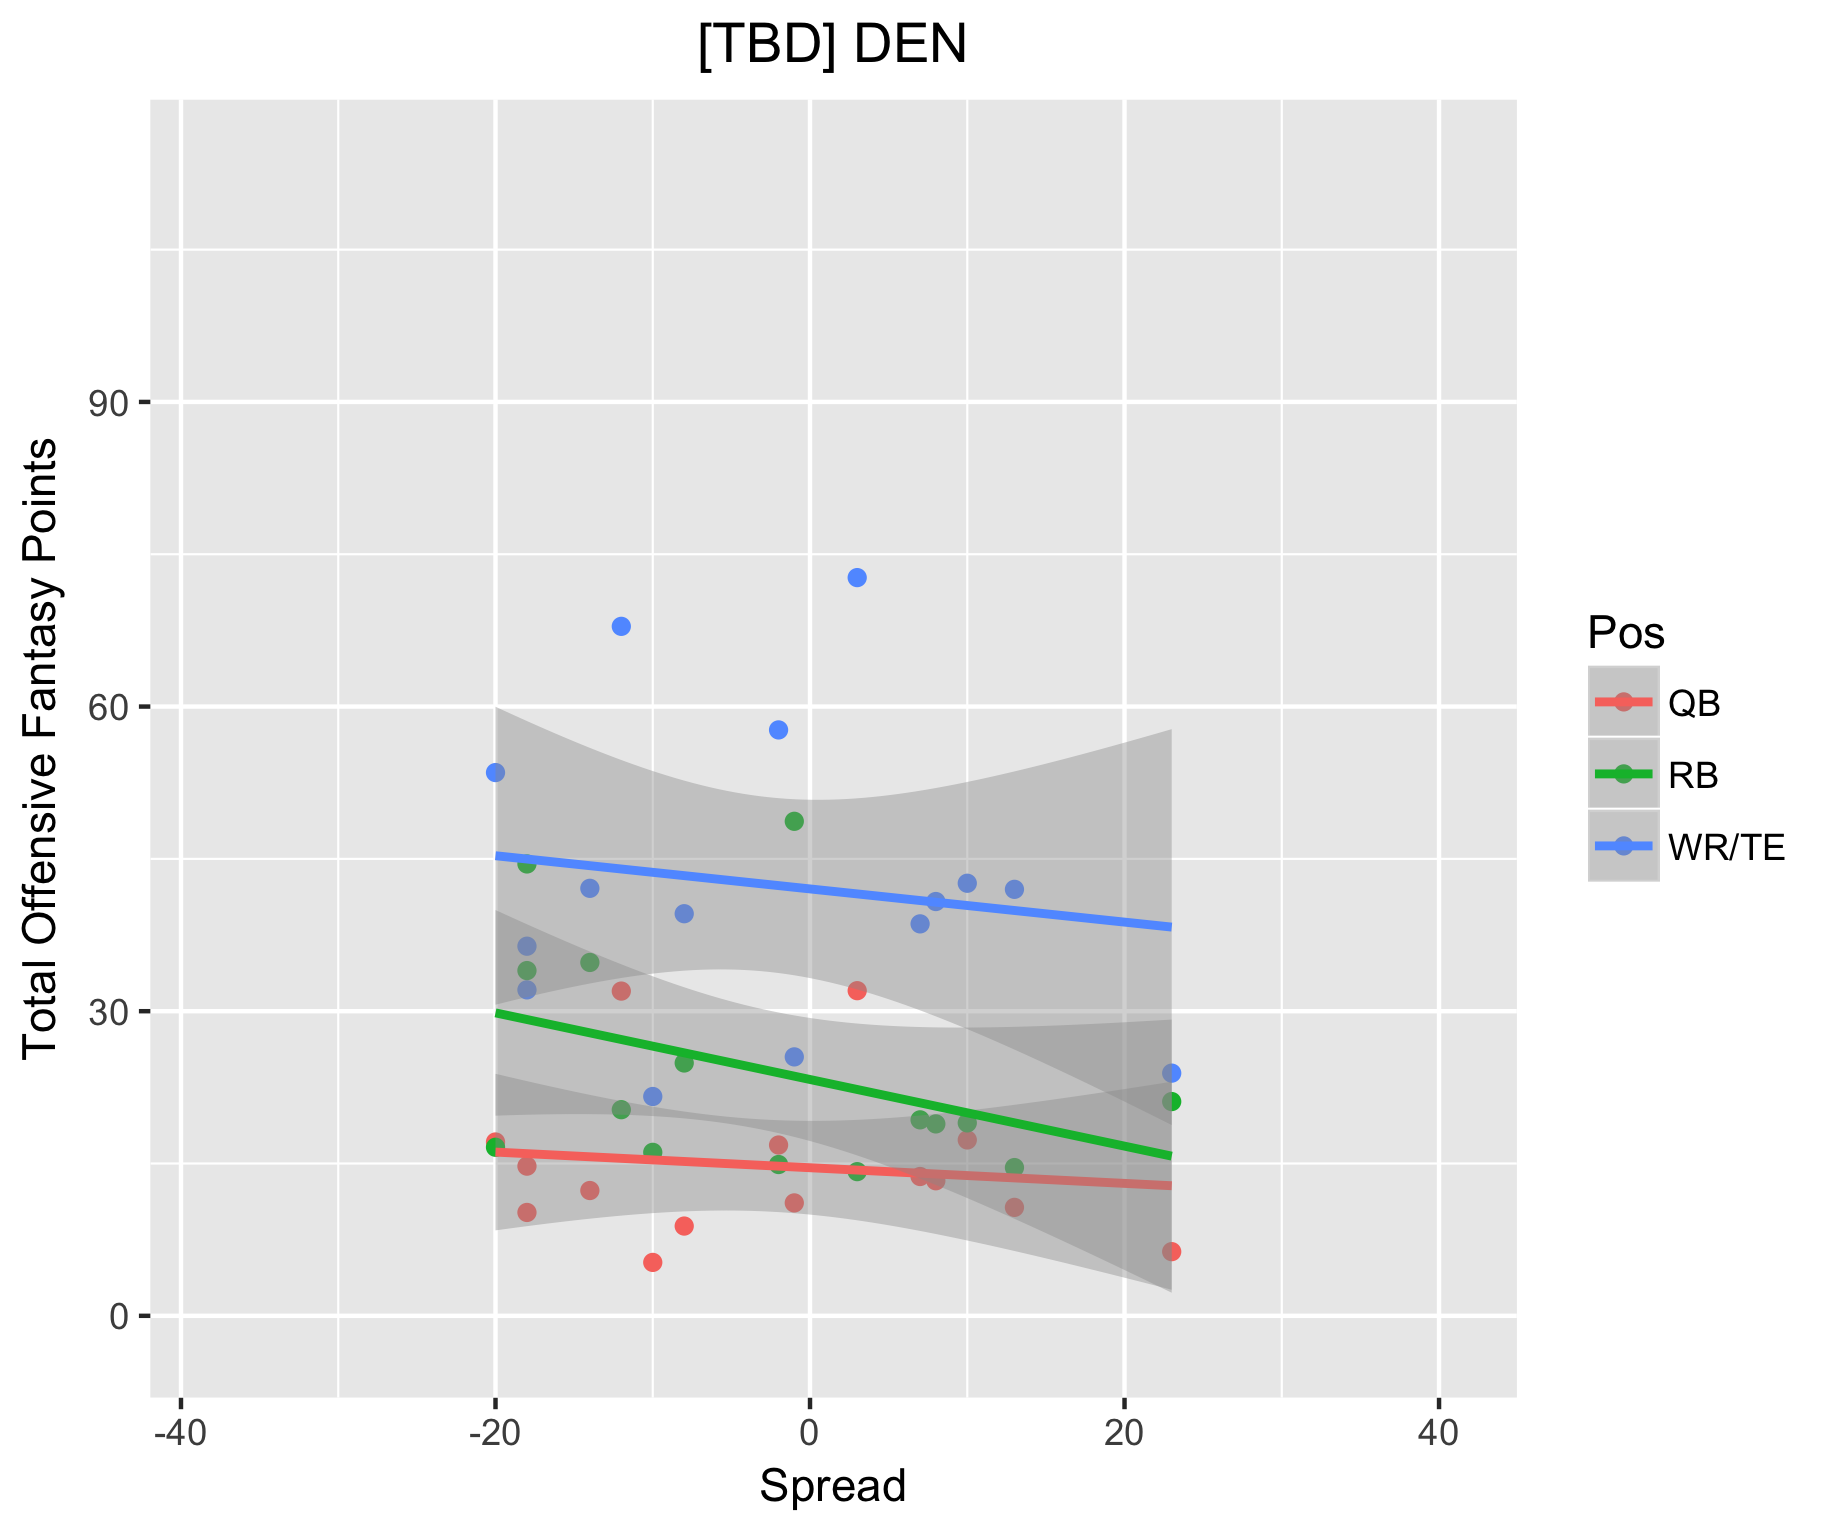 [TBD] DEN
Total Offensive Fantasy Points
90
60
30
0
-40
-20
0
20
40
Spread
Pos
QB
RB
WR/TE